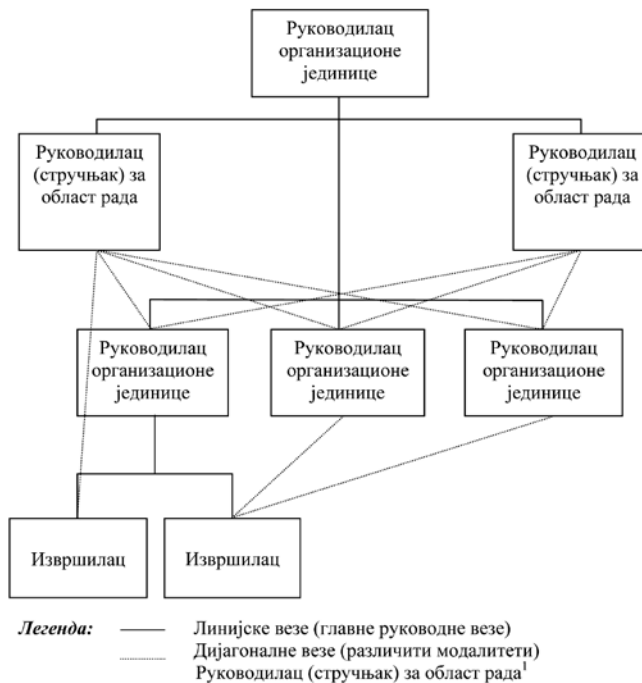 Руководилац
организационе
јединице
Руководилац
(стручњак) за
област рада
Руководилац
(стручњак) за
област рада
Руководилац
организационе
јединице
Руководилац
организационе
јединице
Руководилац
организационе
јединице
Извршилац
Извршилац
Легенда: Линијске везе (главне руководне везе)
Дијагоналне везе (различити модалитети)
Руководилац (стручњак) за област рада¹